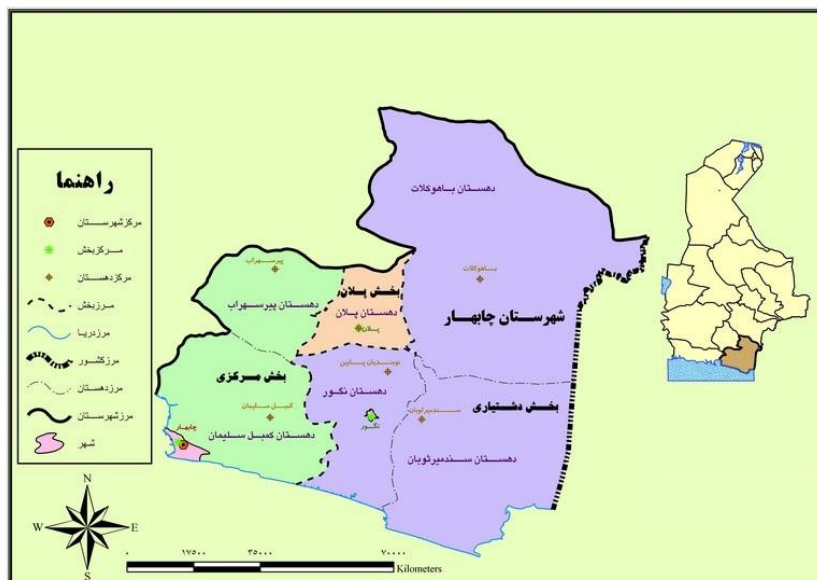 دهستان باهوکلات
باهوکلات
پیرسهراب
دهستان پیرسهراب
بخش پلان
دهستان پلان
پلان
شهرستان چابهار
بخش مرکزی
نوبندیان پایین
دهستان نگور
نگور
کمبل سلیمان
دهستان کمبل سلیمان
چابهار
بخش دشتیاری
سندمیرثوبان
دهستان سندمیرثوبان
راهنما
مرکزشهرستان
مرکزبخش
مرکزدهستان
مرزبخش
مرزدریا
مرزکشور
مرزدهستان
مرزشهرستان
شهر
N
W E
S
۰ ۱۷۵۰۰ ۳۵۰۰۰ ۷۰۰۰۰
Kilometers